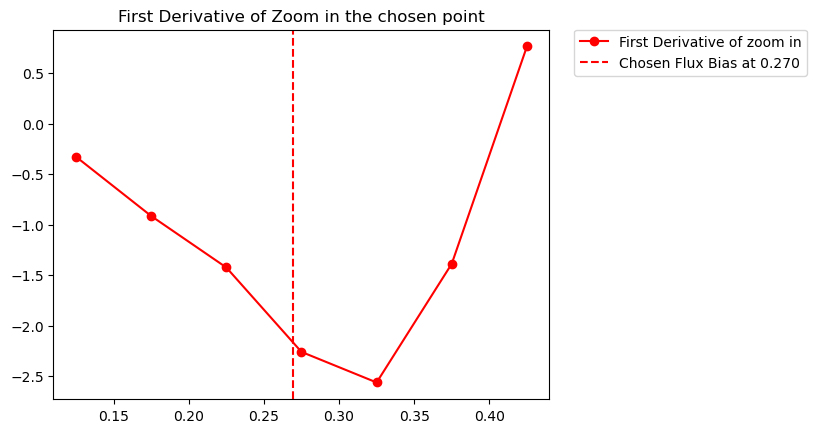 First Derivative of Zoom in the chosen point
First Derivative of zoom in
Chosen Flux Bias at 0.270
0.5
0.0
−0.5
−1.0
−1.5
−2.0
−2.5
0.15 0.20 0.25 0.30 0.35 0.40